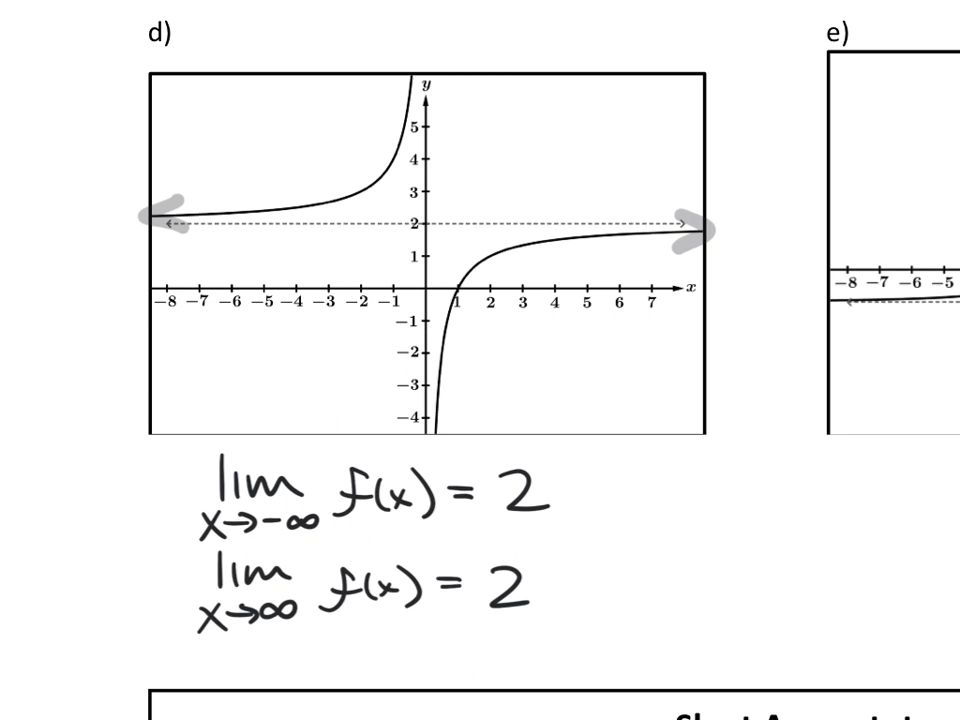 d)
e)
y
5
4
3
2
1
−8 −7 −6 −5 −4 −3 −2 −1 1 2 3 4 5 6 7 x
−1
−2
−3
−4
−8 −7 −6 −5
lim f(x) = 2
x→−∞
lim f(x) = 2
x→∞